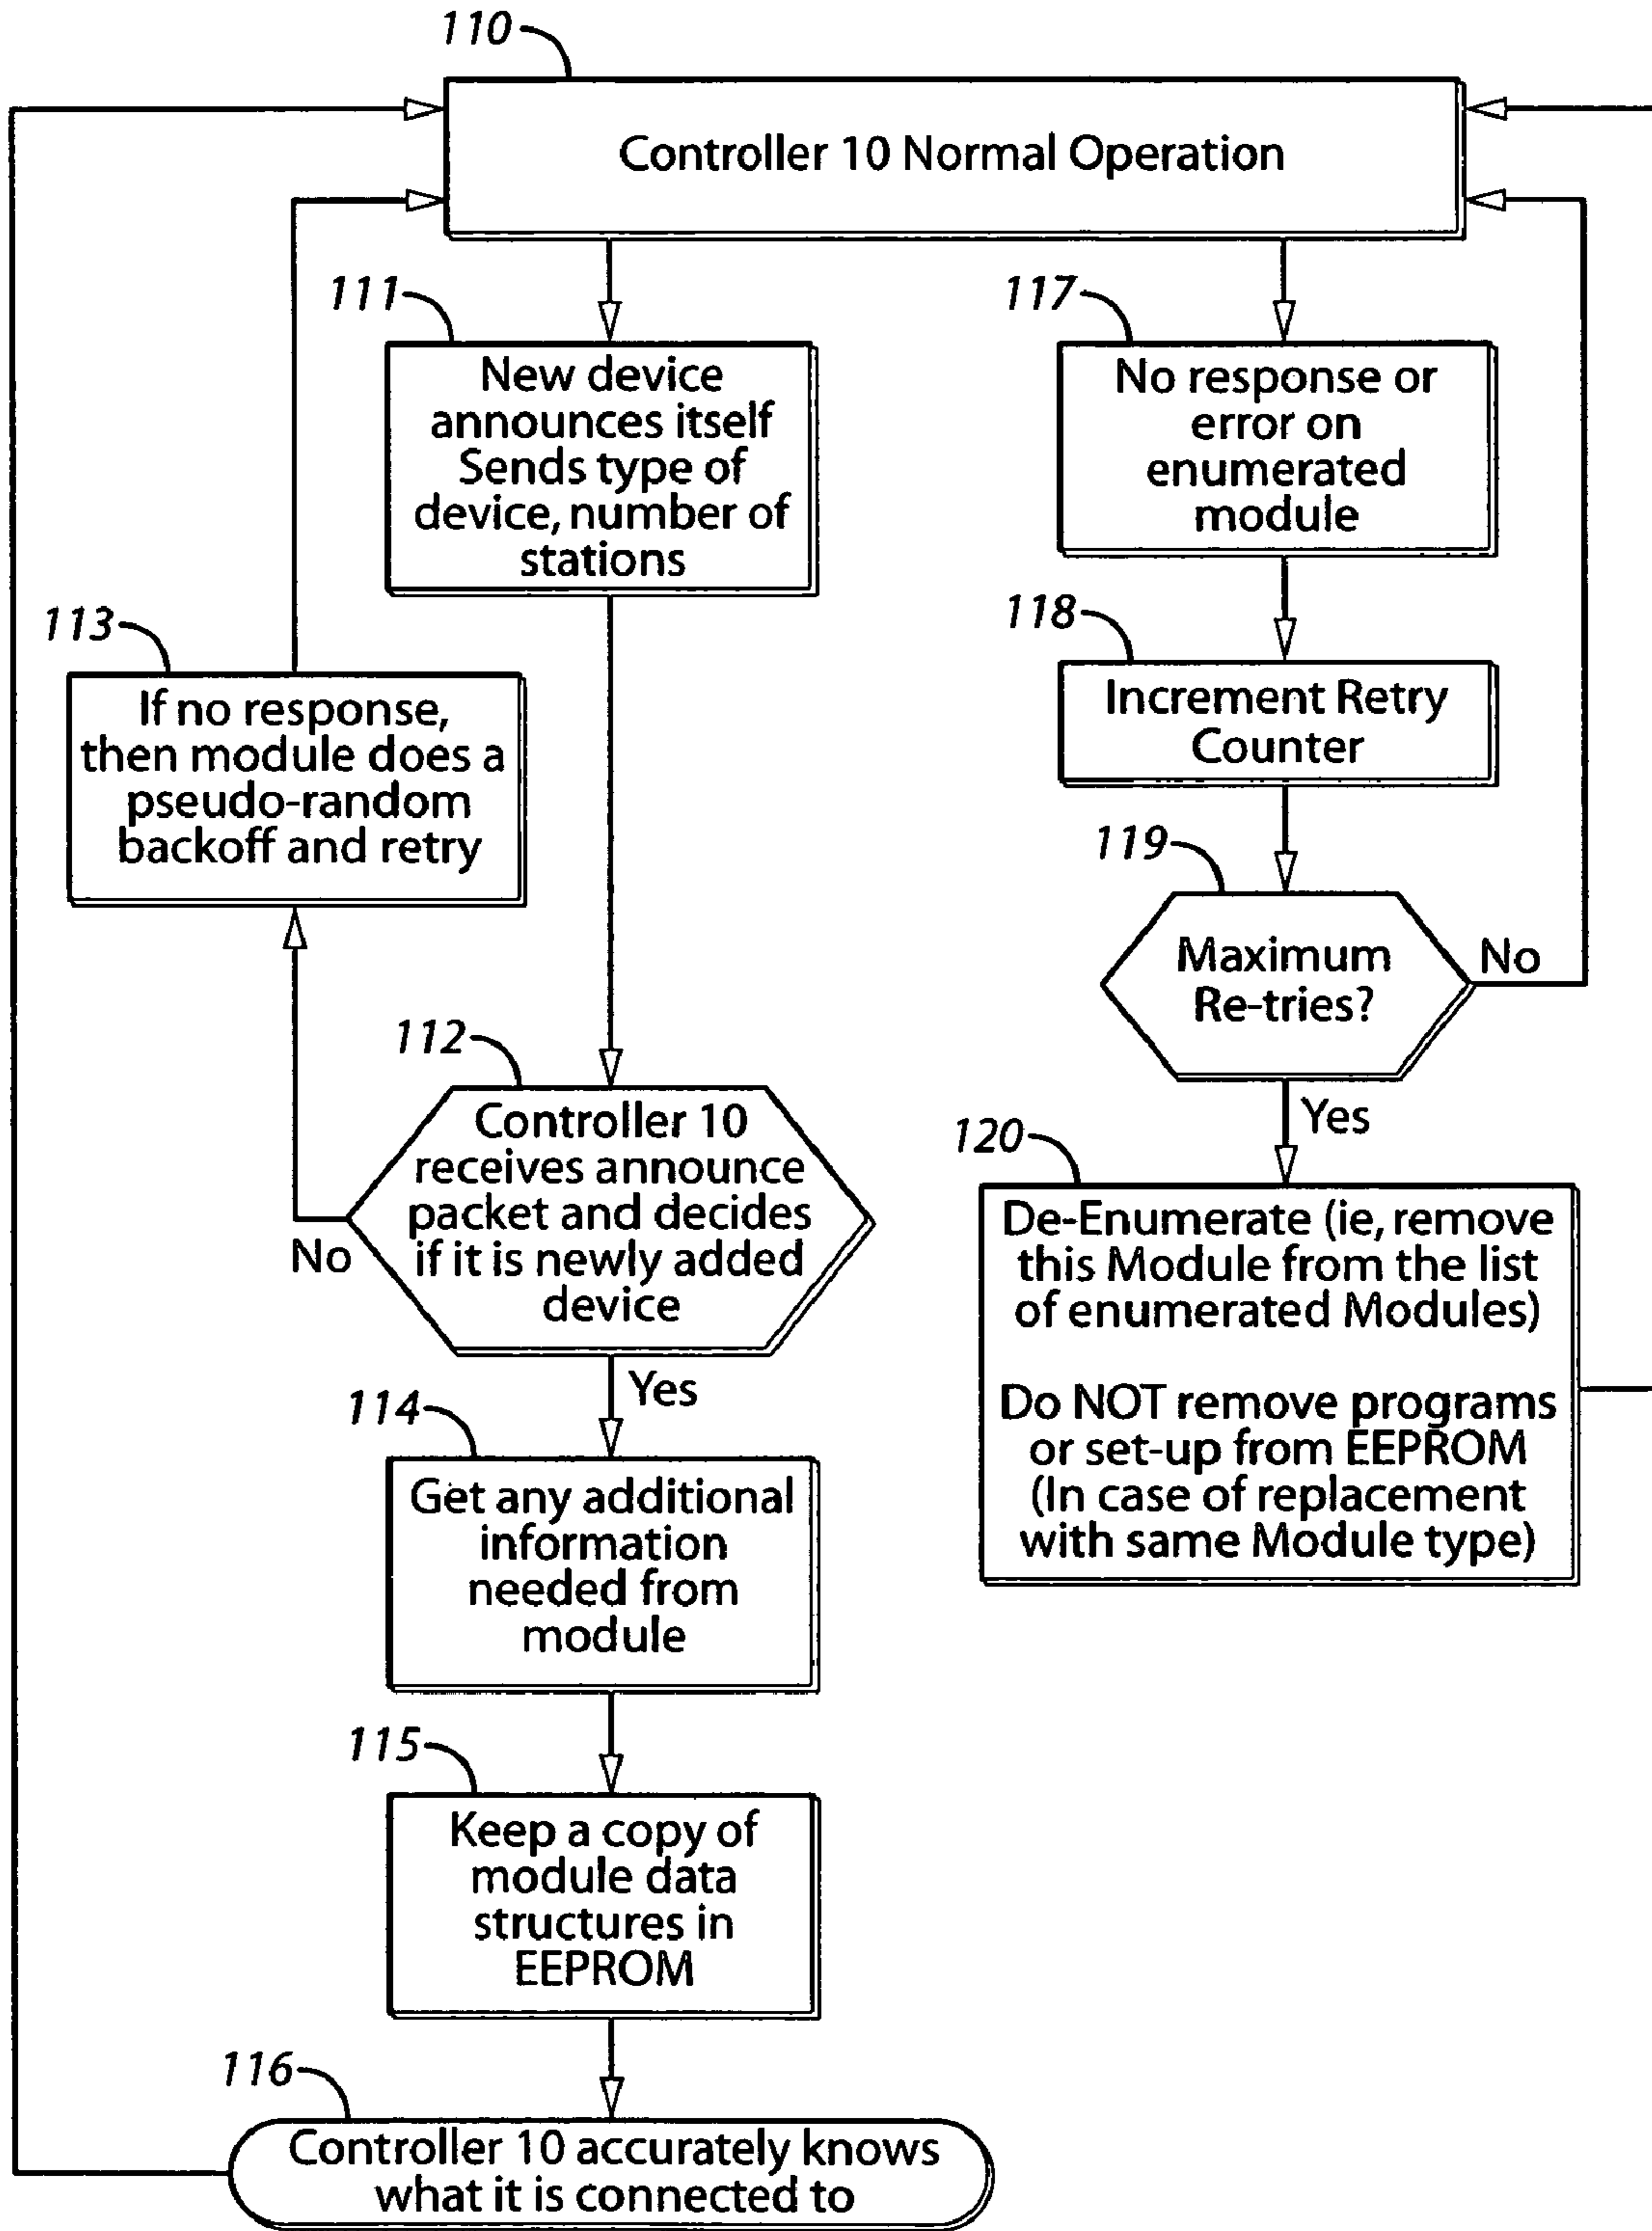 110
Controller 10 Normal Operation
111
New device
announces itself
Sends type of
device, number of
stations
117
No response or
error on
enumerated
module
113
If no response,
then module does a
pseudo-random
backoff and retry
118
Increment Retry
Counter
119
Maximum
Re-tries?
No
112
Controller 10
receives announce
packet and decides
if it is newly added
device
No
Yes
Yes
120
De-Enumerate (ie, remove
this Module from the list
of enumerated Modules)
Do NOT remove programs
or set-up from EEPROM
(In case of replacement
with same Module type)
114
Get any additional
information
needed from
module
115
Keep a copy of
module data
structures in
EEPROM
116
Controller 10 accurately knows
what it is connected to